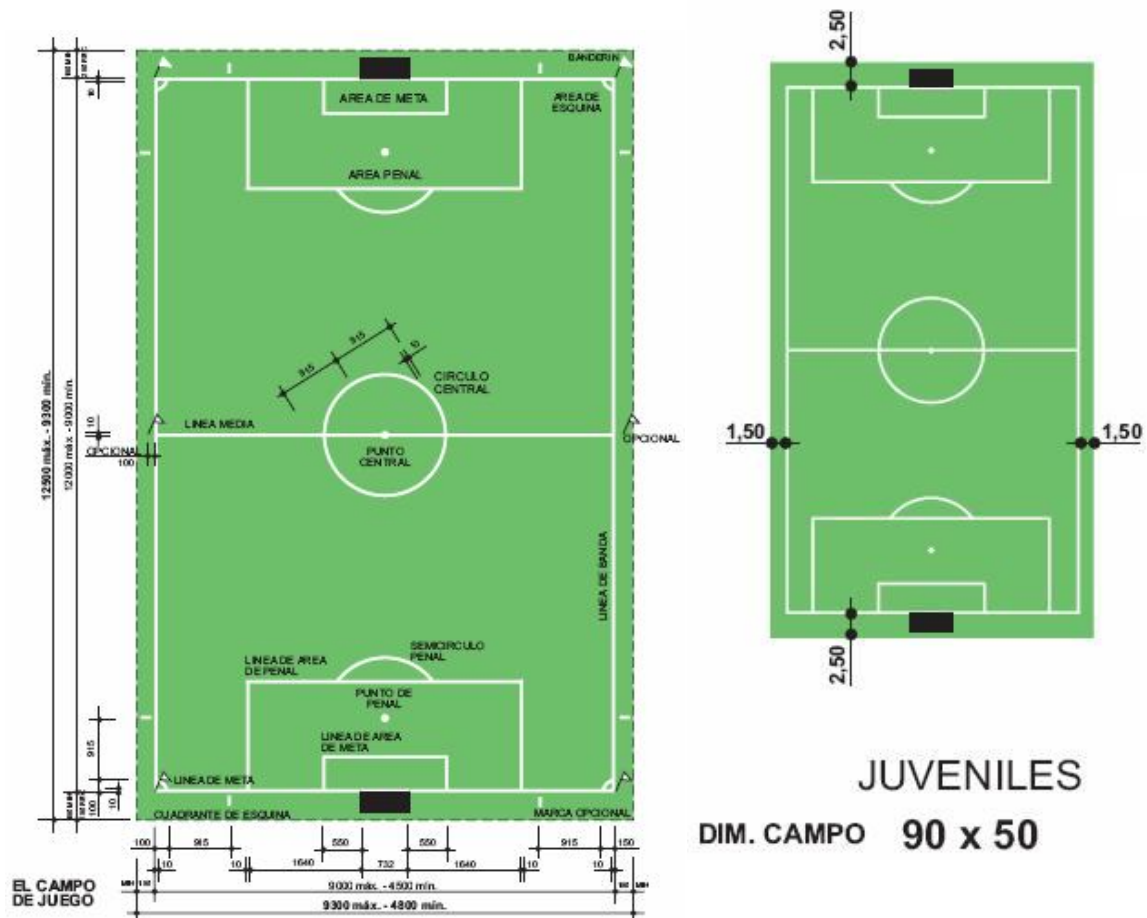 BANDERIN
AREA DE META
AREA DE
ESQUINA
AREA PENAL
10
915
915
10
CIRCULO
CENTRAL
12500 máx. - 9300 mín.
12000 máx. - 9000 mín.
10
LINEA MEDIA
OPCIONAL
100
PUNTO
CENTRAL
OPCIONAL
LINEA DE BANDA
LINEA DE AREA
DE PENAL
SEMICIRCULO
PENAL
PUNTO DE
PENAL
LINEA DE AREA
DE META
915
LINEA DE META
100
10
CUADRANTE DE ESQUINA
MARCA OPCIONAL
100 915 550 550 915 150
10 10 1640 732 1640 10
9000 máx. - 4500 mín.
9300 máx. - 4800 mín.
EL CAMPO
DE JUEGO
2,50
1,50
1,50
2,50
JUVENILES
DIM. CAMPO 90 x 50